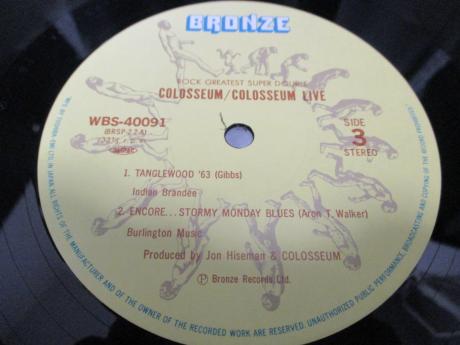 BRONZE
ROCK GREATEST SUPER DOUBLE
COLOSSEUM/COLOSSEUM LIVE
WBS-40091
SIDE
3
STEREO
1. TANGLEWOOD '63 (Gibbs)
Indian Brandee
2. ENCORE...STORMY MONDAY BLUES (Aron T. Walker)
Burlington Music
Produced by Jon Hiseman & COLOSSEUM
Ⓟ Bronze Records Ltd.
ALL RIGHTS OF THE MANUFACTURER AND OF THE OWNER OF THE RECORDED WORK ARE RESERVED. UNAUTHORIZED PUBLIC PERFORMANCE, BROADCASTING AND COPYING OF THE